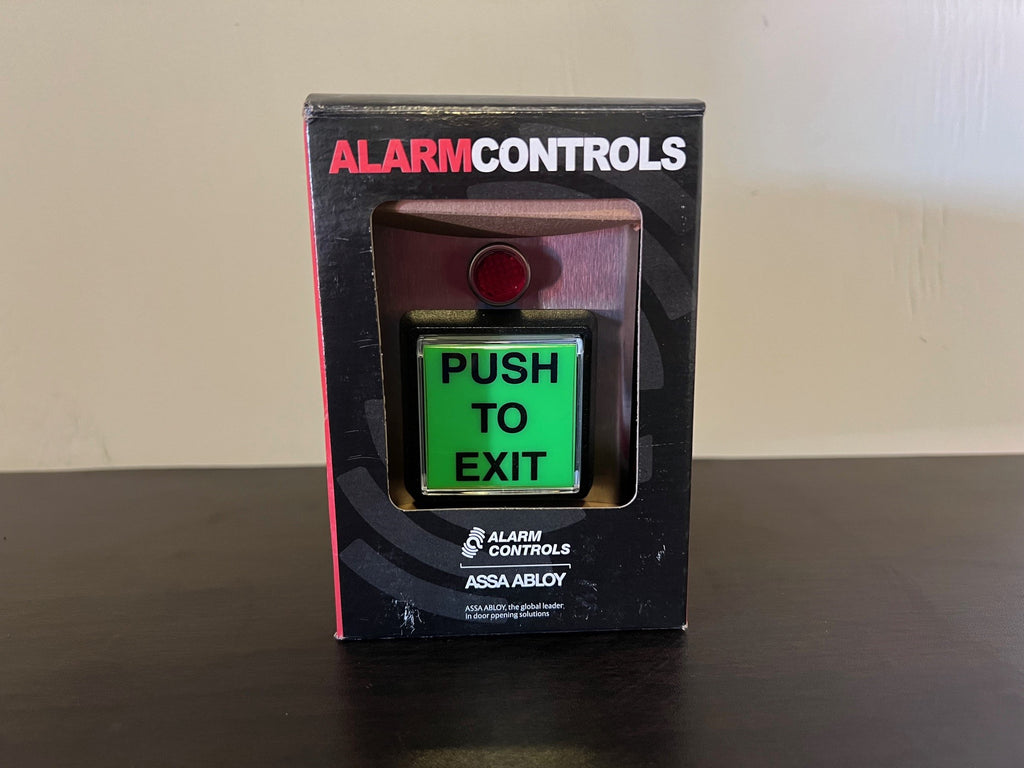 ALARMCONTROLS
PUSH
TO
EXIT
ALARM
CONTROLS
ASSA ABLOY
ASSA ABLOY, the global leader
in door opening solutions